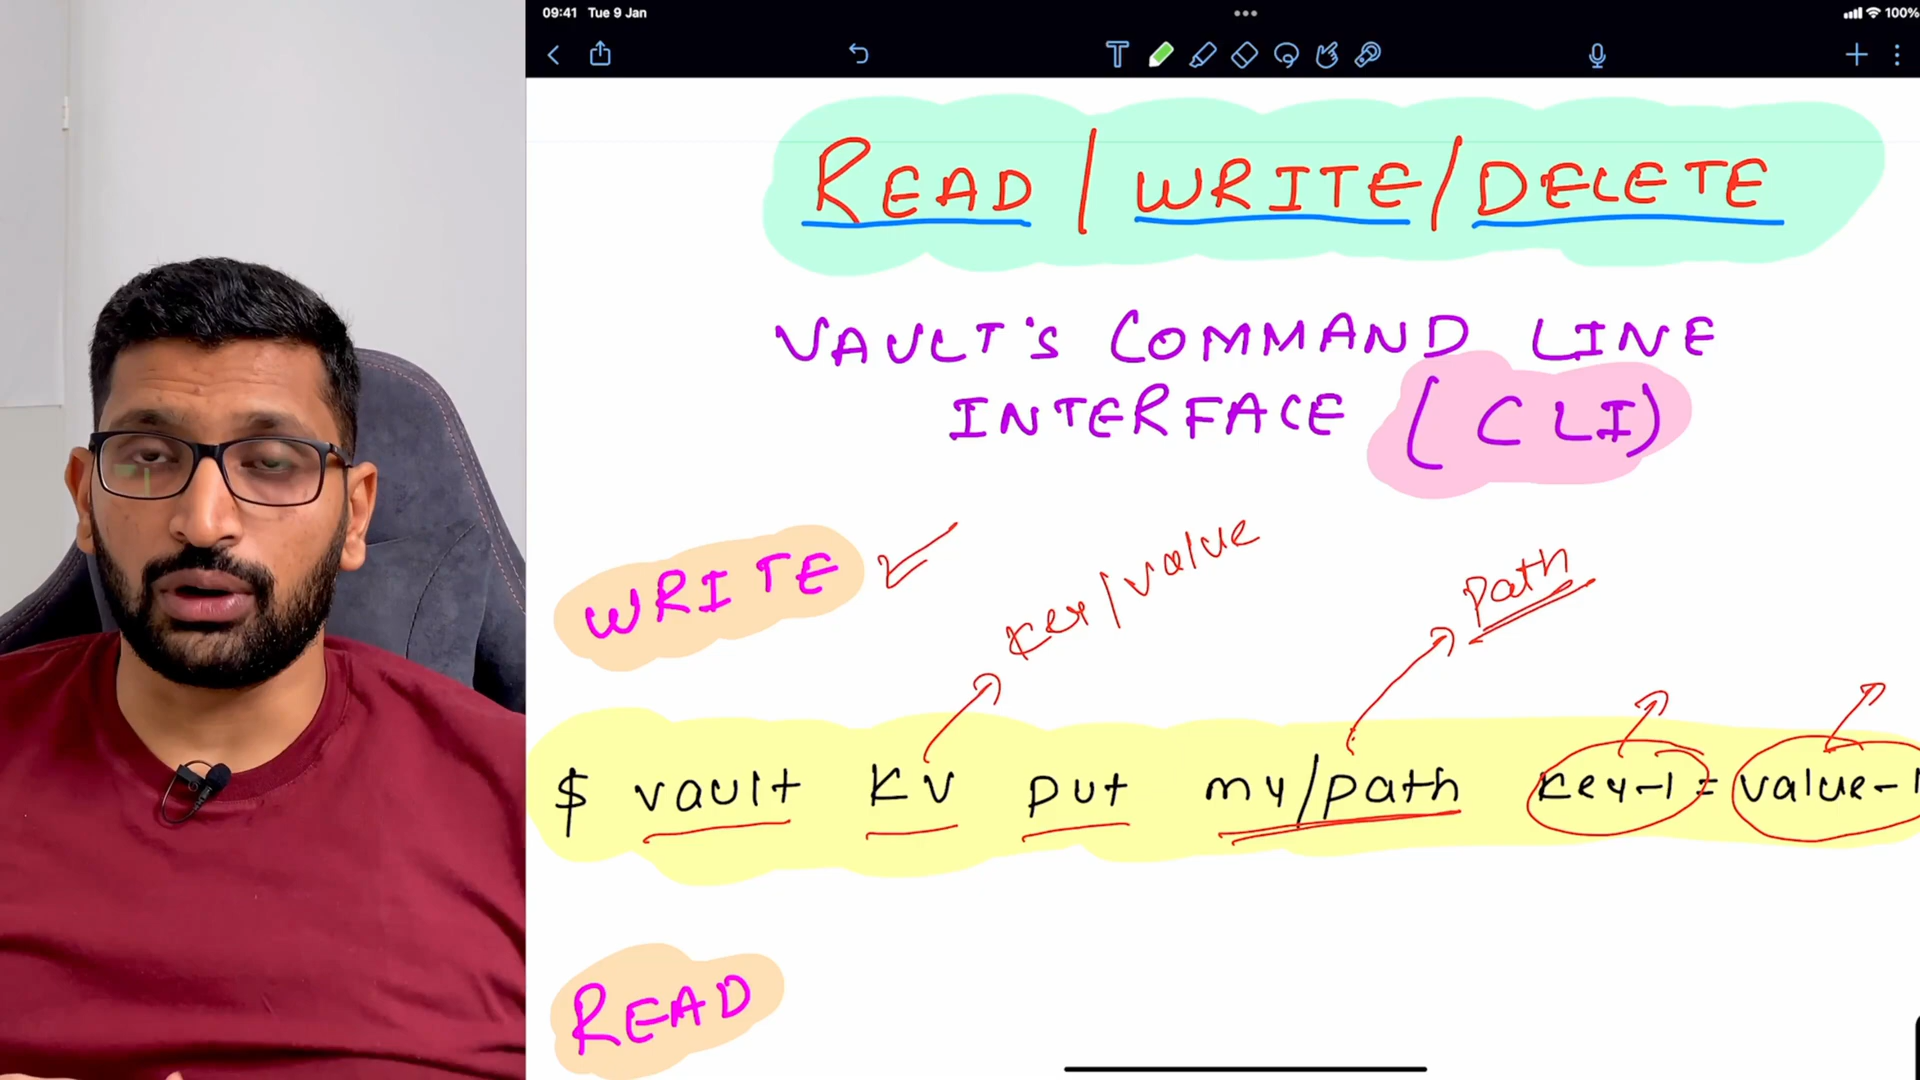 09:41 Tue 9 Jan 100%
READ / WRITE / DELETE
VAULT'S COMMAND LINE
INTERFACE (CLI)
WRITE
Key/value
Path
$ vault KV put my/path key-1 = value-1
READ